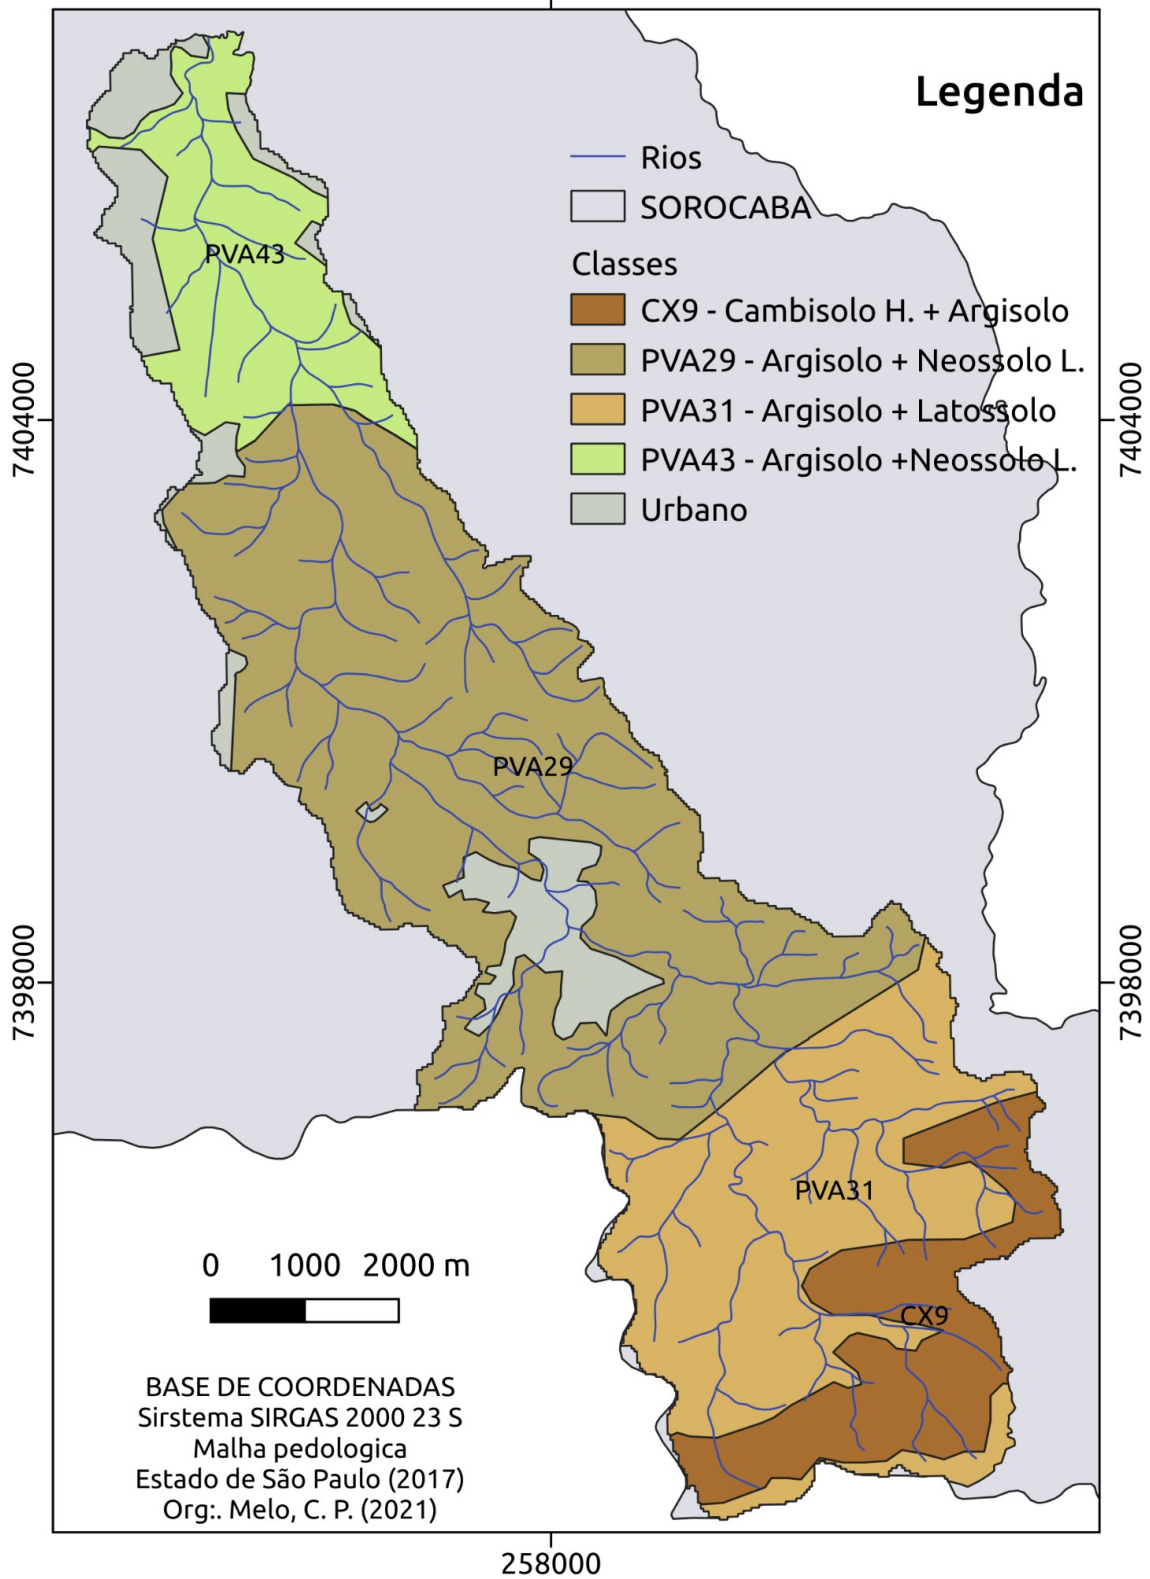 Legenda
Rios
SOROCABA
Classes
CX9 - Cambisolo H. + Argisolo
PVA29 - Argisolo + Neossolo L.
PVA31 - Argisolo + Latossolo
PVA43 - Argisolo +Neossolo L.
Urbano
PVA43
7404000
7404000
PVA29
7398000
7398000
PVA31
CX9
0 1000 2000 m
BASE DE COORDENADAS
Sirstema SIRGAS 2000 23 S
Malha pedologica
Estado de São Paulo (2017)
Org:. Melo, C. P. (2021)
258000